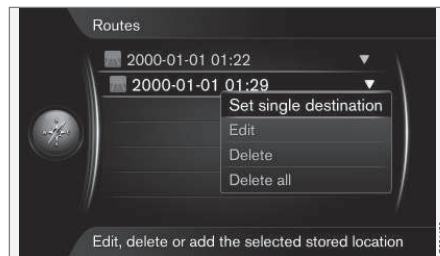 Routes
2000-01-01 01:22
2000-01-01 01:29
Set single destination
Edit
Delete
Delete all
Edit, delete or add the selected stored location